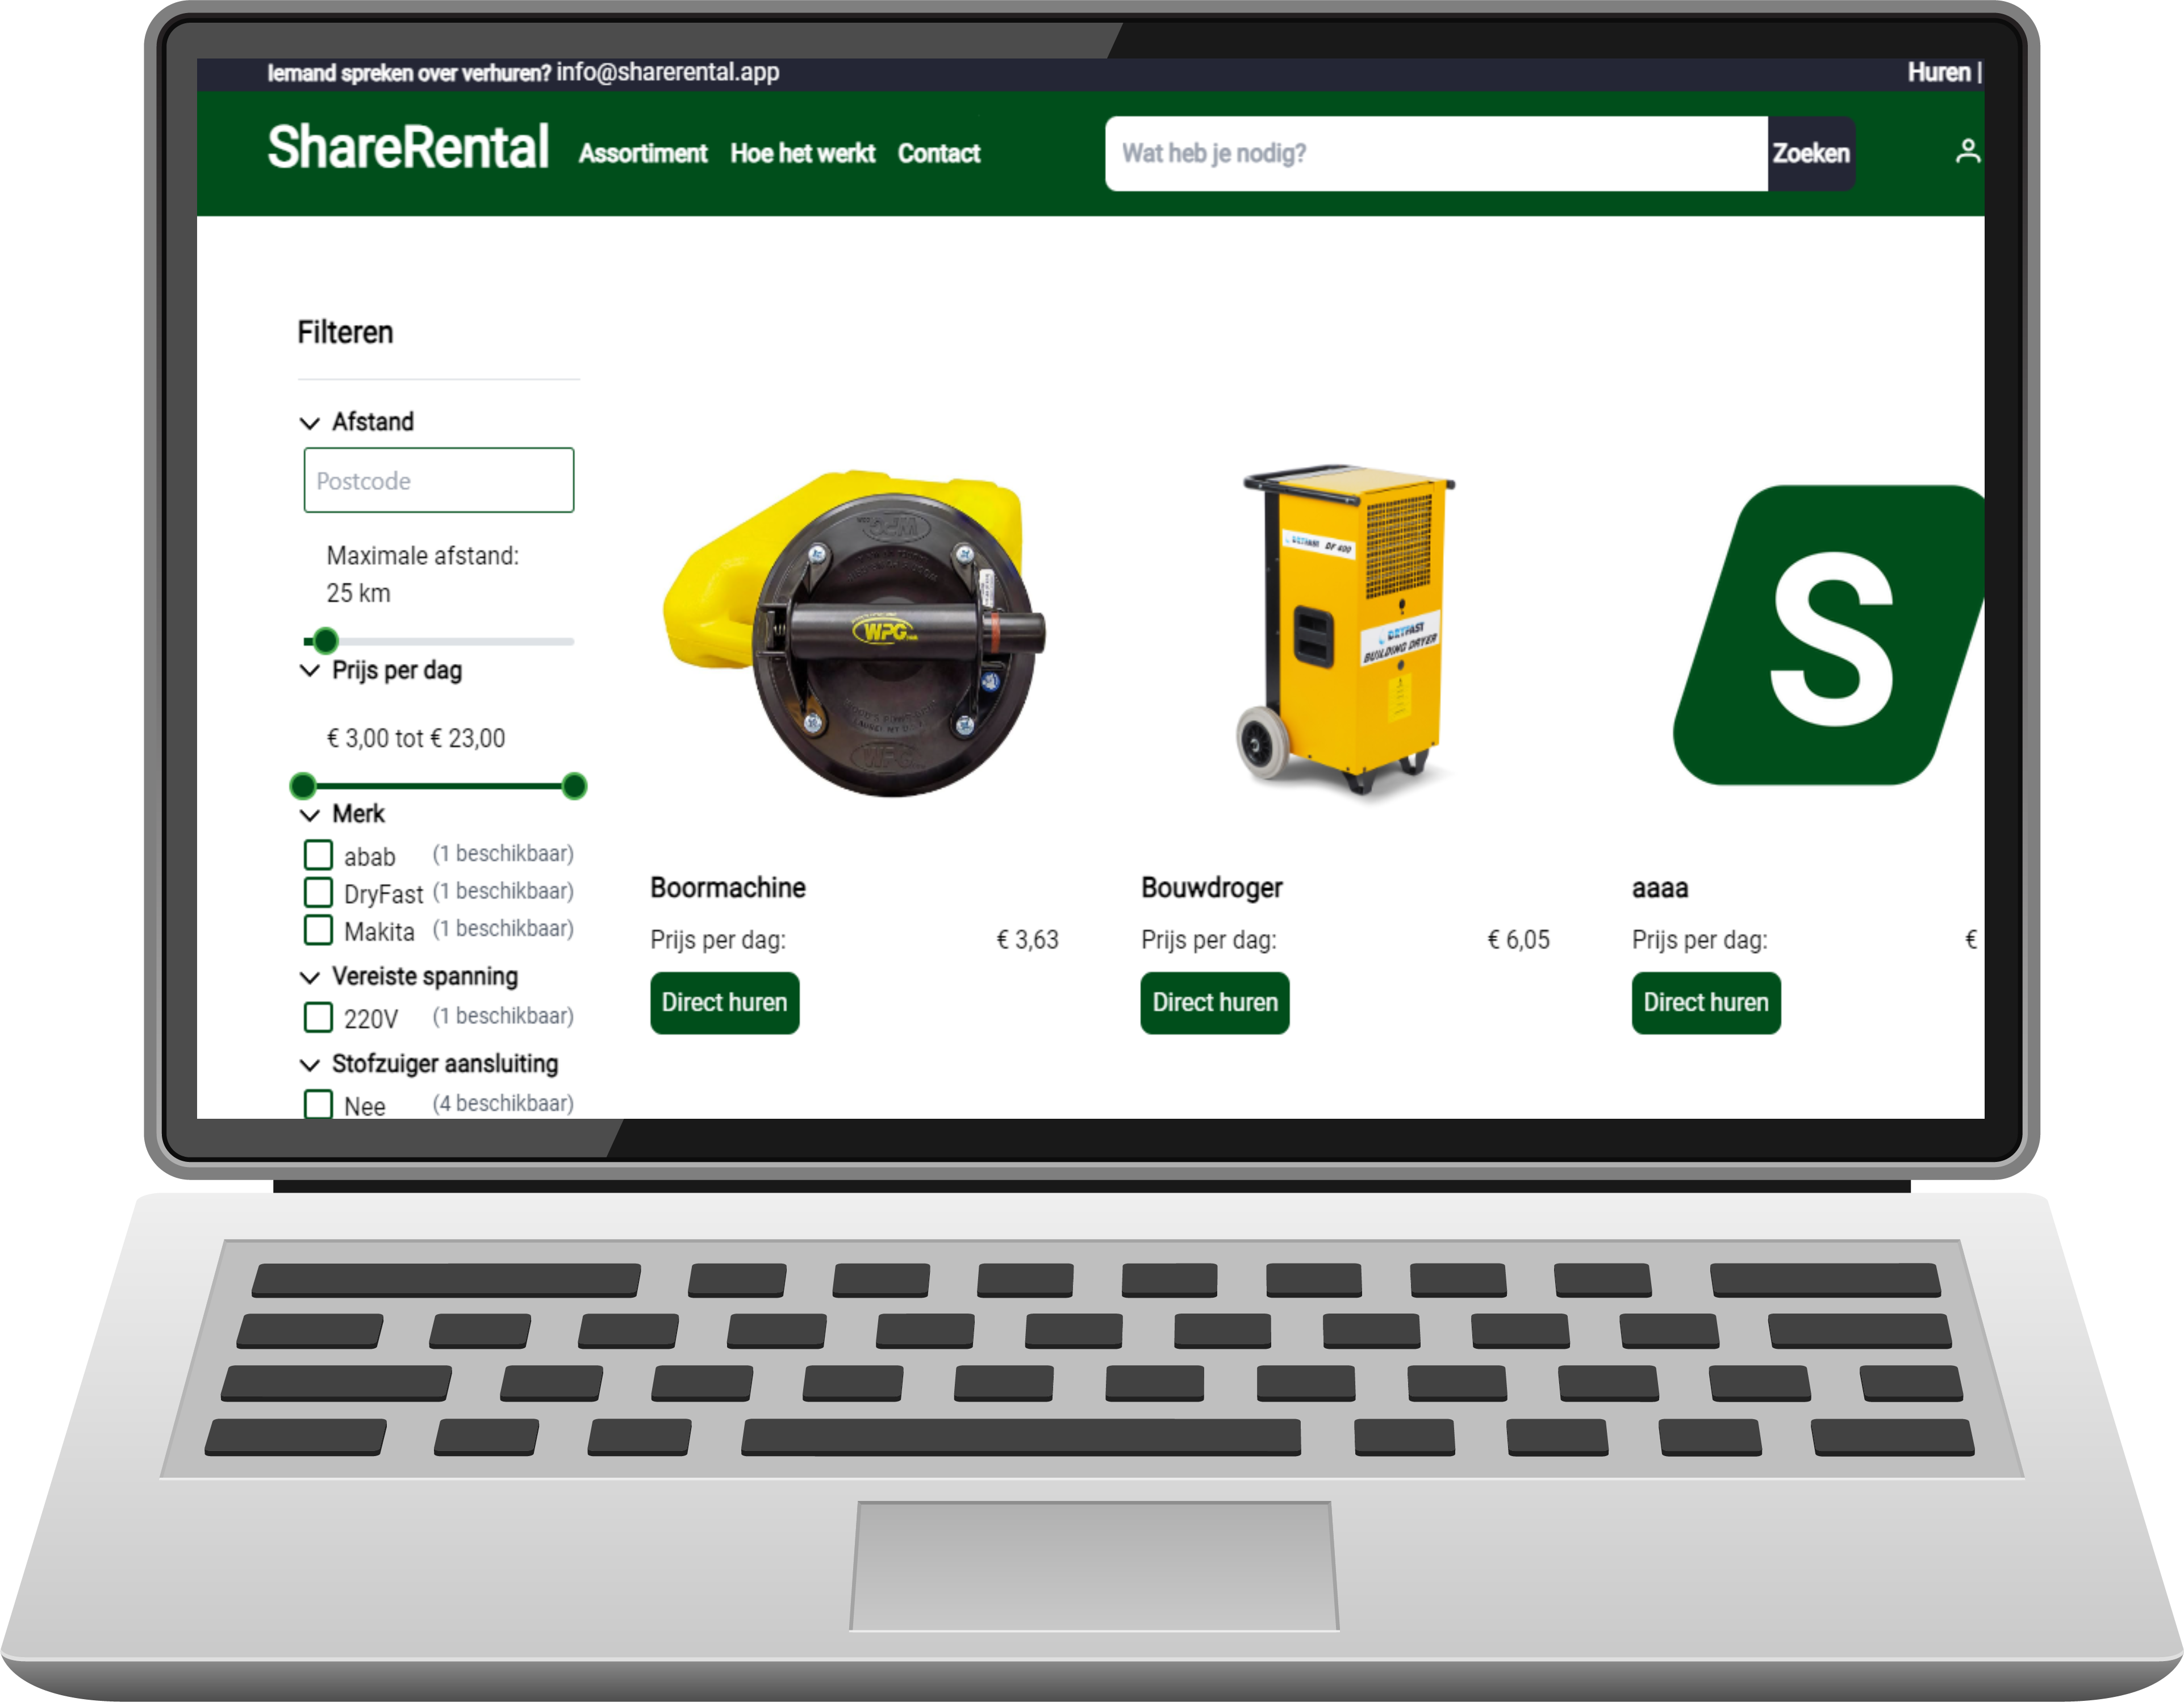 Iemand spreken over verhuren? info@sharerental.app
Huren |
ShareRental
Assortiment
Hoe het werkt
Contact
Wat heb je nodig?
Zoeken
Filteren
Afstand
Postcode
Maximale afstand:
25 km
Prijs per dag
€ 3,00 tot € 23,00
Merk
abab (1 beschikbaar)
DryFast (1 beschikbaar)
Makita (1 beschikbaar)
Vereiste spanning
220V (1 beschikbaar)
Stofzuiger aansluiting
Nee (4 beschikbaar)
WPG
Boormachine
Prijs per dag: € 3,63
Direct huren
DF 400
BUILDING DRYER
Bouwdroger
Prijs per dag: € 6,05
Direct huren
S
aaaa
Prijs per dag: €
Direct huren